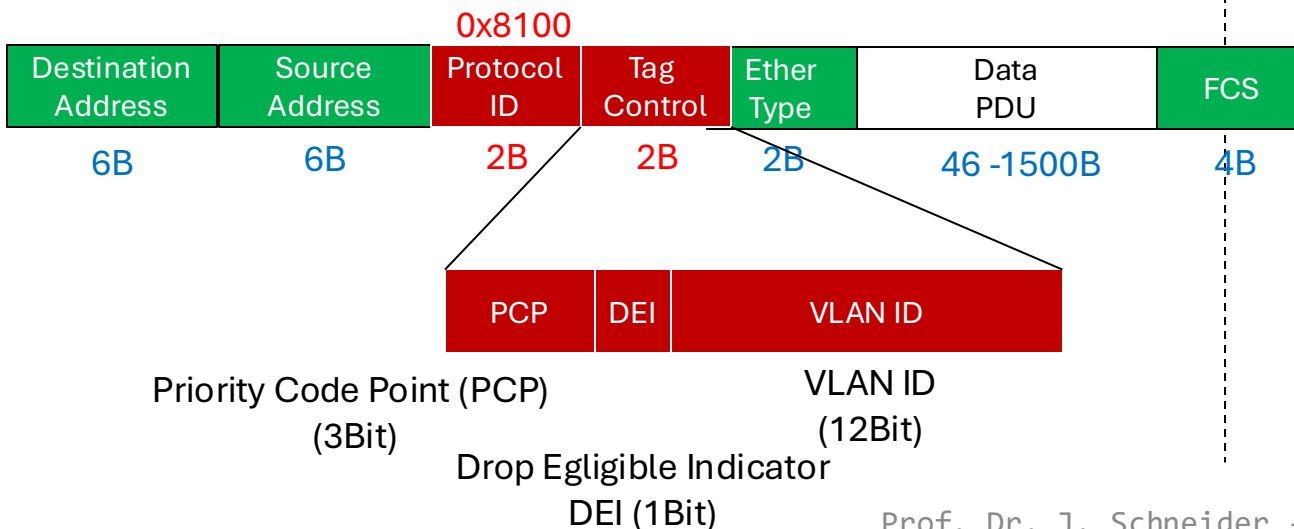 0x8100
Destination Address
Source Address
Protocol ID
Tag Control
Ether Type
Data PDU
FCS
6B
6B
2B
2B
2B
46 -1500B
4B
PCP
DEI
VLAN ID
Priority Code Point (PCP)
(3Bit)
VLAN ID
(12Bit)
Drop Egligible Indicator
DEI (1Bit)
Prof. Dr. J. Schneider -